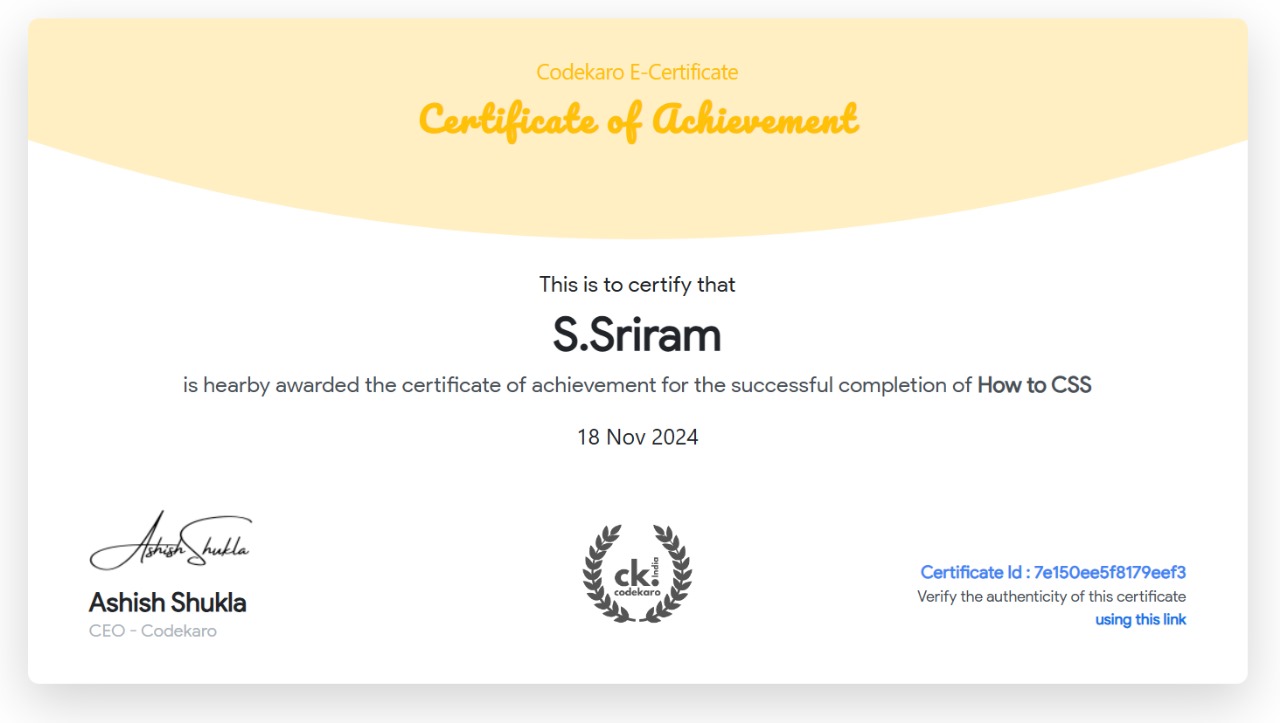 Codekaro E-Certificate
Certificate of Achievement
This is to certify that
S.Sriram
is hearby awarded the certificate of achievement for the successful completion of How to CSS
18 Nov 2024
Ashish Shukla
Ashish Shukla
CEO - Codekaro
ck!
India
codekaro
Certificate Id : 7e150ee5f8179eef3
Verify the authenticity of this certificate
using this link